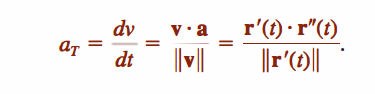 a_T = dv/dt = v · a / ‖v‖ = r′(t) · r″(t) / ‖r′(t)‖.